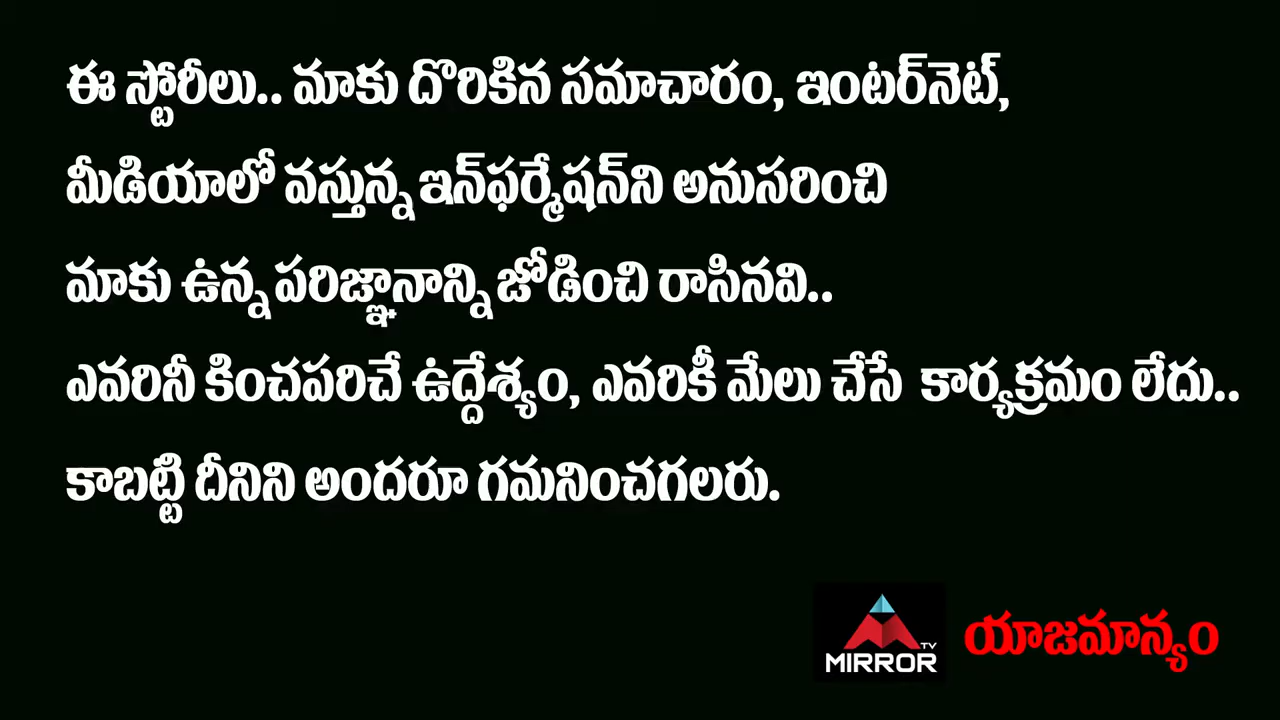 ఈ స్టోరీలు.. మాకు దొరికిన సమాచారం, ఇంటర్‌నెట్,
మీడియాలో వస్తున్న ఇన్‌ఫర్మేషన్‌ని అనుసరించి
మాకు ఉన్న పరిజ్ఞానాన్ని జోడించి రాసినవి..
ఎవరినీ కించపరిచే ఉద్దేశ్యం, ఎవరికీ మేలు చేసే కార్యక్రమం లేదు..
కాబట్టి దీనిని అందరూ గమనించగలరు.
TV
MIRROR
యాజమాన్యం